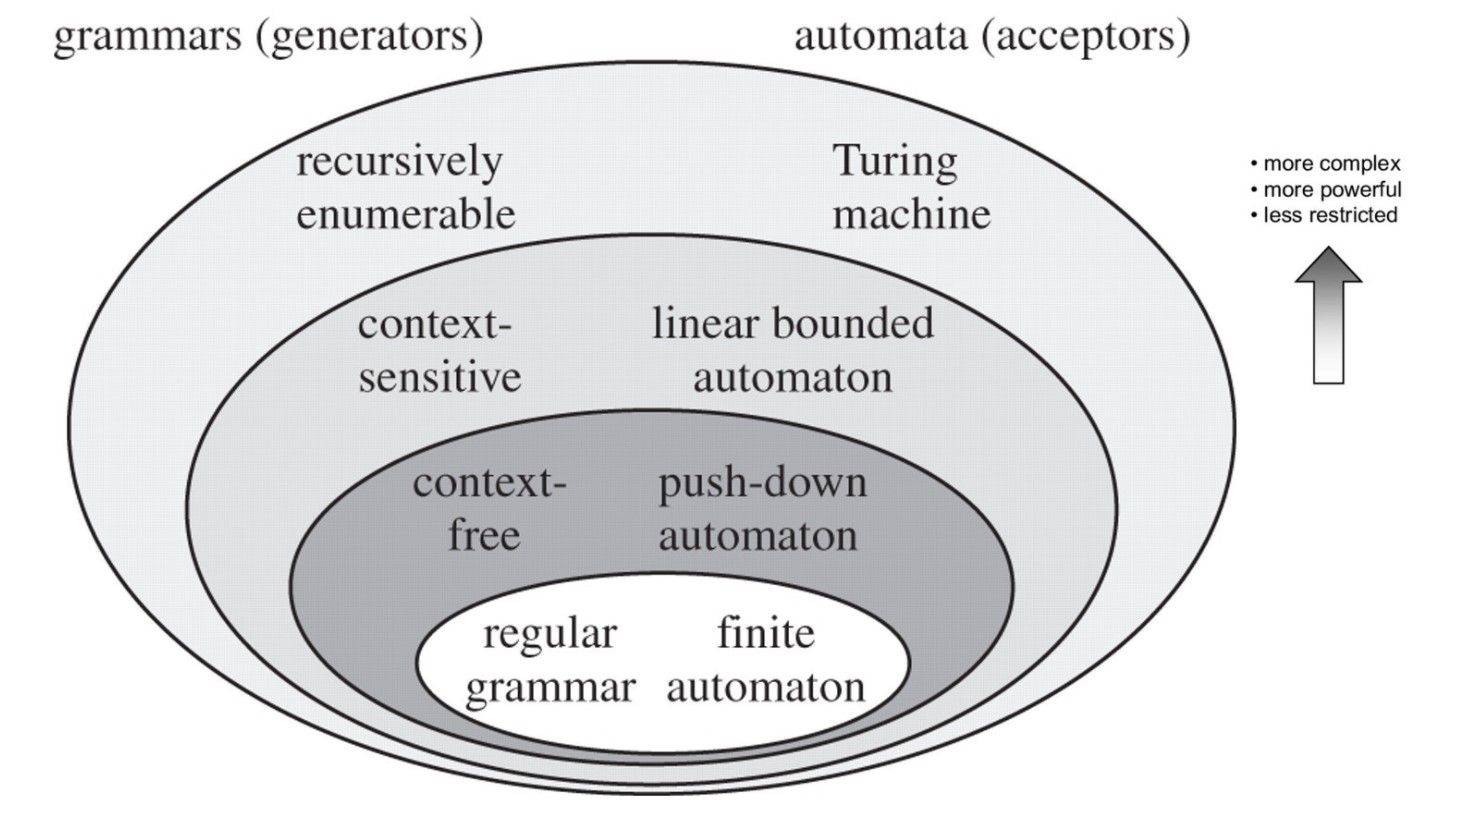 grammars (generators)
automata (acceptors)
recursively
enumerable
Turing
machine
• more complex
• more powerful
• less restricted
context-
sensitive
linear bounded
automaton
context-
free
push-down
automaton
regular
grammar
finite
automaton